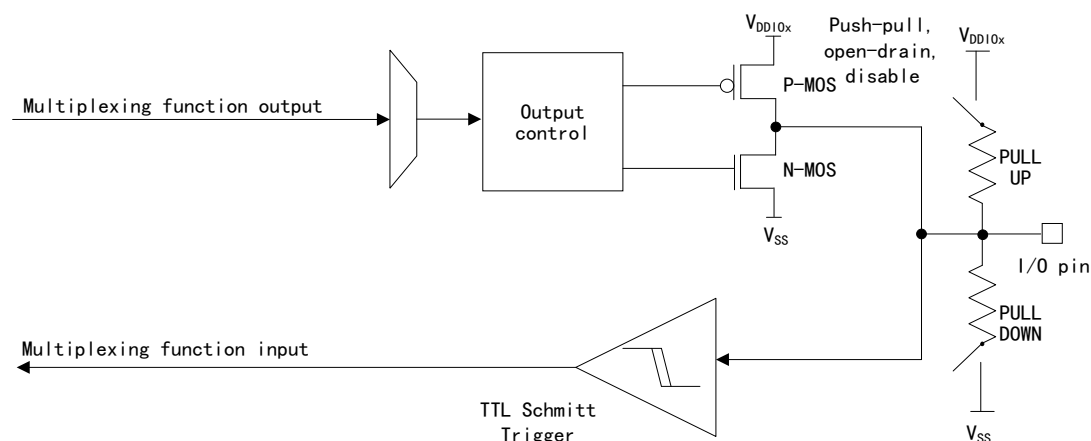 V_DDIOx
Push-pull,
open-drain,
disable
V_DDIOx
P-MOS
Multiplexing function output
Output
control
PULL
UP
N-MOS
V_SS
I/O pin
PULL
DOWN
Multiplexing function input
TTL Schmitt
Trigger
V_SS